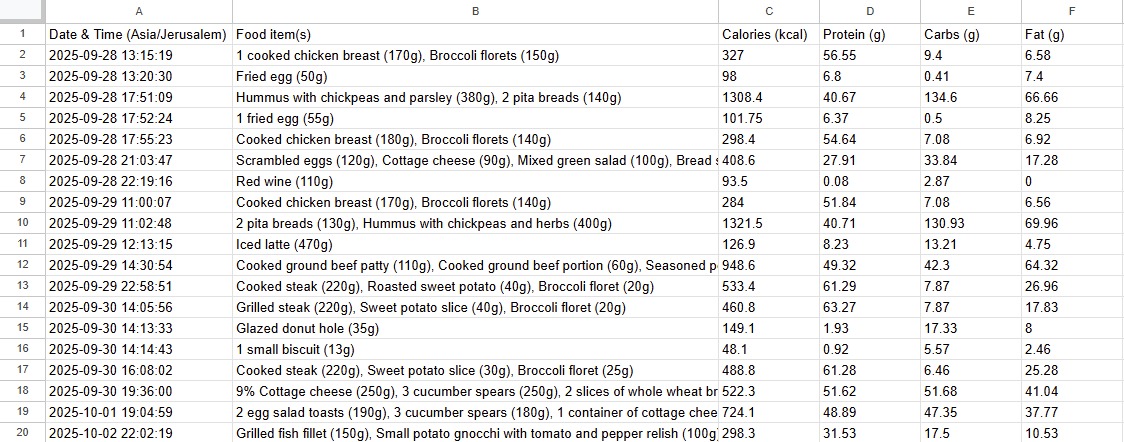 A B C D E F
1 Date & Time (Asia/Jerusalem) Food item(s) Calories (kcal) Protein (g) Carbs (g) Fat (g)
2 2025-09-28 13:15:19 1 cooked chicken breast (170g), Broccoli florets (150g) 327 56.55 9.4 6.58
3 2025-09-28 13:20:30 Fried egg (50g) 98 6.8 0.41 7.4
4 2025-09-28 17:51:09 Hummus with chickpeas and parsley (380g), 2 pita breads (140g) 1308.4 40.67 134.6 66.66
5 2025-09-28 17:52:24 1 fried egg (55g) 101.75 6.37 0.5 8.25
6 2025-09-28 17:55:23 Cooked chicken breast (180g), Broccoli florets (140g) 298.4 54.64 7.08 6.92
7 2025-09-28 21:03:47 Scrambled eggs (120g), Cottage cheese (90g), Mixed green salad (100g), Bread s 408.6 27.91 33.84 17.28
8 2025-09-28 22:19:16 Red wine (110g) 93.5 0.08 2.87 0
9 2025-09-29 11:00:07 Cooked chicken breast (170g), Broccoli florets (140g) 284 51.84 7.08 6.56
10 2025-09-29 11:02:48 2 pita breads (130g), Hummus with chickpeas and herbs (400g) 1321.5 40.71 130.93 69.96
11 2025-09-29 12:13:15 Iced latte (470g) 126.9 8.23 13.21 4.75
12 2025-09-29 14:30:54 Cooked ground beef patty (110g), Cooked ground beef portion (60g), Seasoned p 948.6 49.32 42.3 64.32
13 2025-09-29 22:58:51 Cooked steak (220g), Roasted sweet potato (40g), Broccoli floret (20g) 533.4 61.29 7.87 26.96
14 2025-09-30 14:05:56 Grilled steak (220g), Sweet potato slice (40g), Broccoli floret (20g) 460.8 63.27 7.87 17.83
15 2025-09-30 14:13:33 Glazed donut hole (35g) 149.1 1.93 17.33 8
16 2025-09-30 14:14:43 1 small biscuit (13g) 48.1 0.92 5.57 2.46
17 2025-09-30 16:08:02 Cooked steak (220g), Sweet potato slice (30g), Broccoli floret (25g) 488.8 61.28 6.46 25.28
18 2025-09-30 19:36:00 9% Cottage cheese (250g), 3 cucumber spears (250g), 2 slices of whole wheat br 522.3 51.62 51.68 41.04
19 2025-10-01 19:04:59 2 egg salad toasts (190g), 3 cucumber spears (180g), 1 container of cottage chee 724.1 48.89 47.35 37.77
20 2025-10-02 22:02:19 Grilled fish fillet (150g), Small potato gnocchi with tomato and pepper relish (100g) 298.3 31.53 17.5 10.53